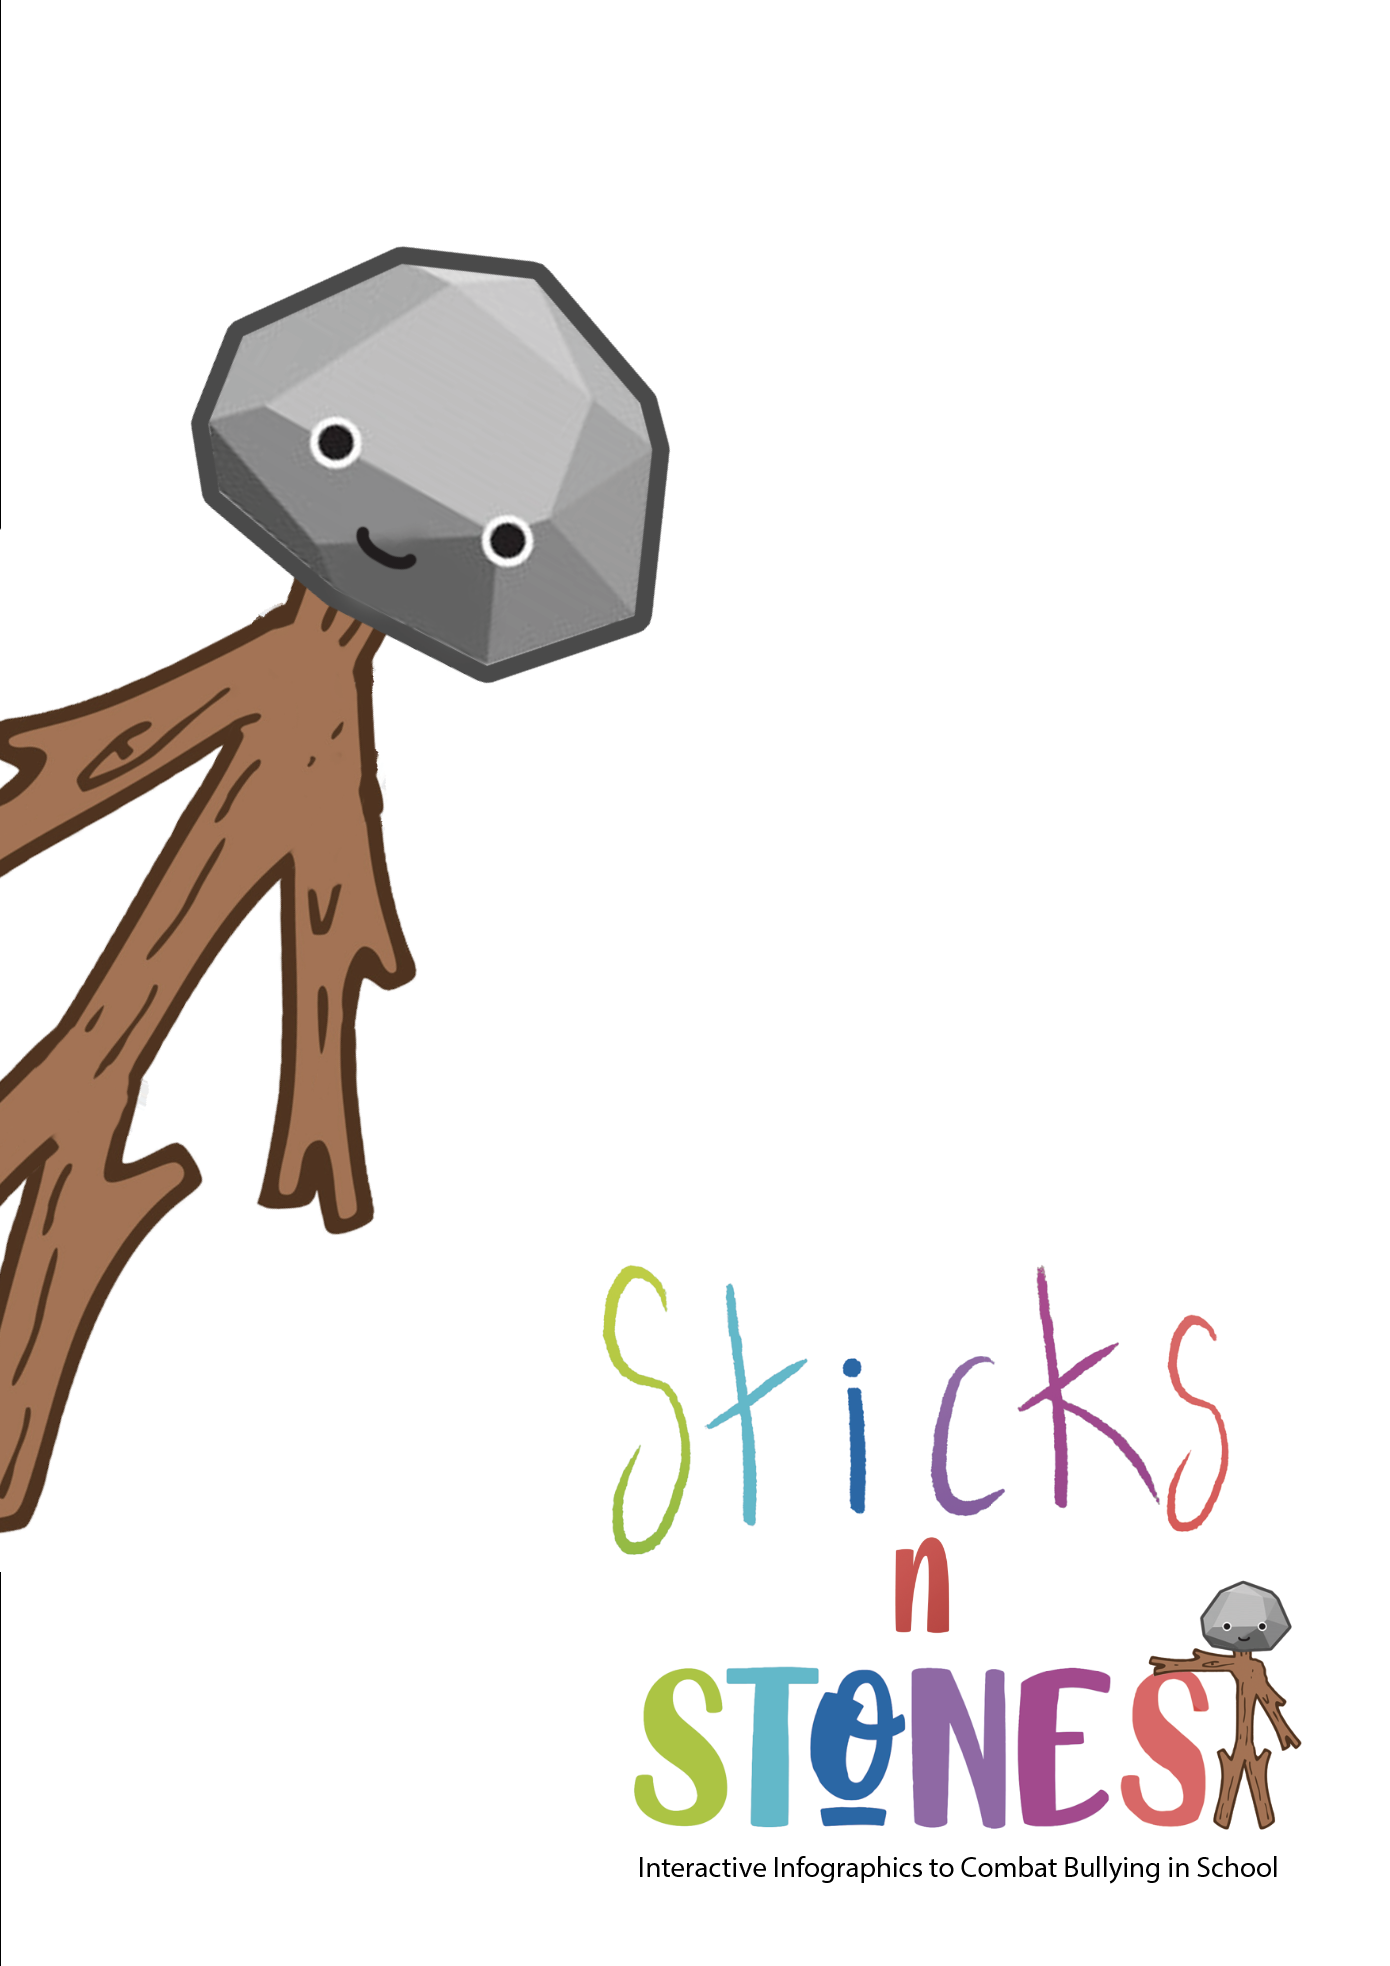 Sticks
n
STONES
Interactive Infographics to Combat Bullying in School